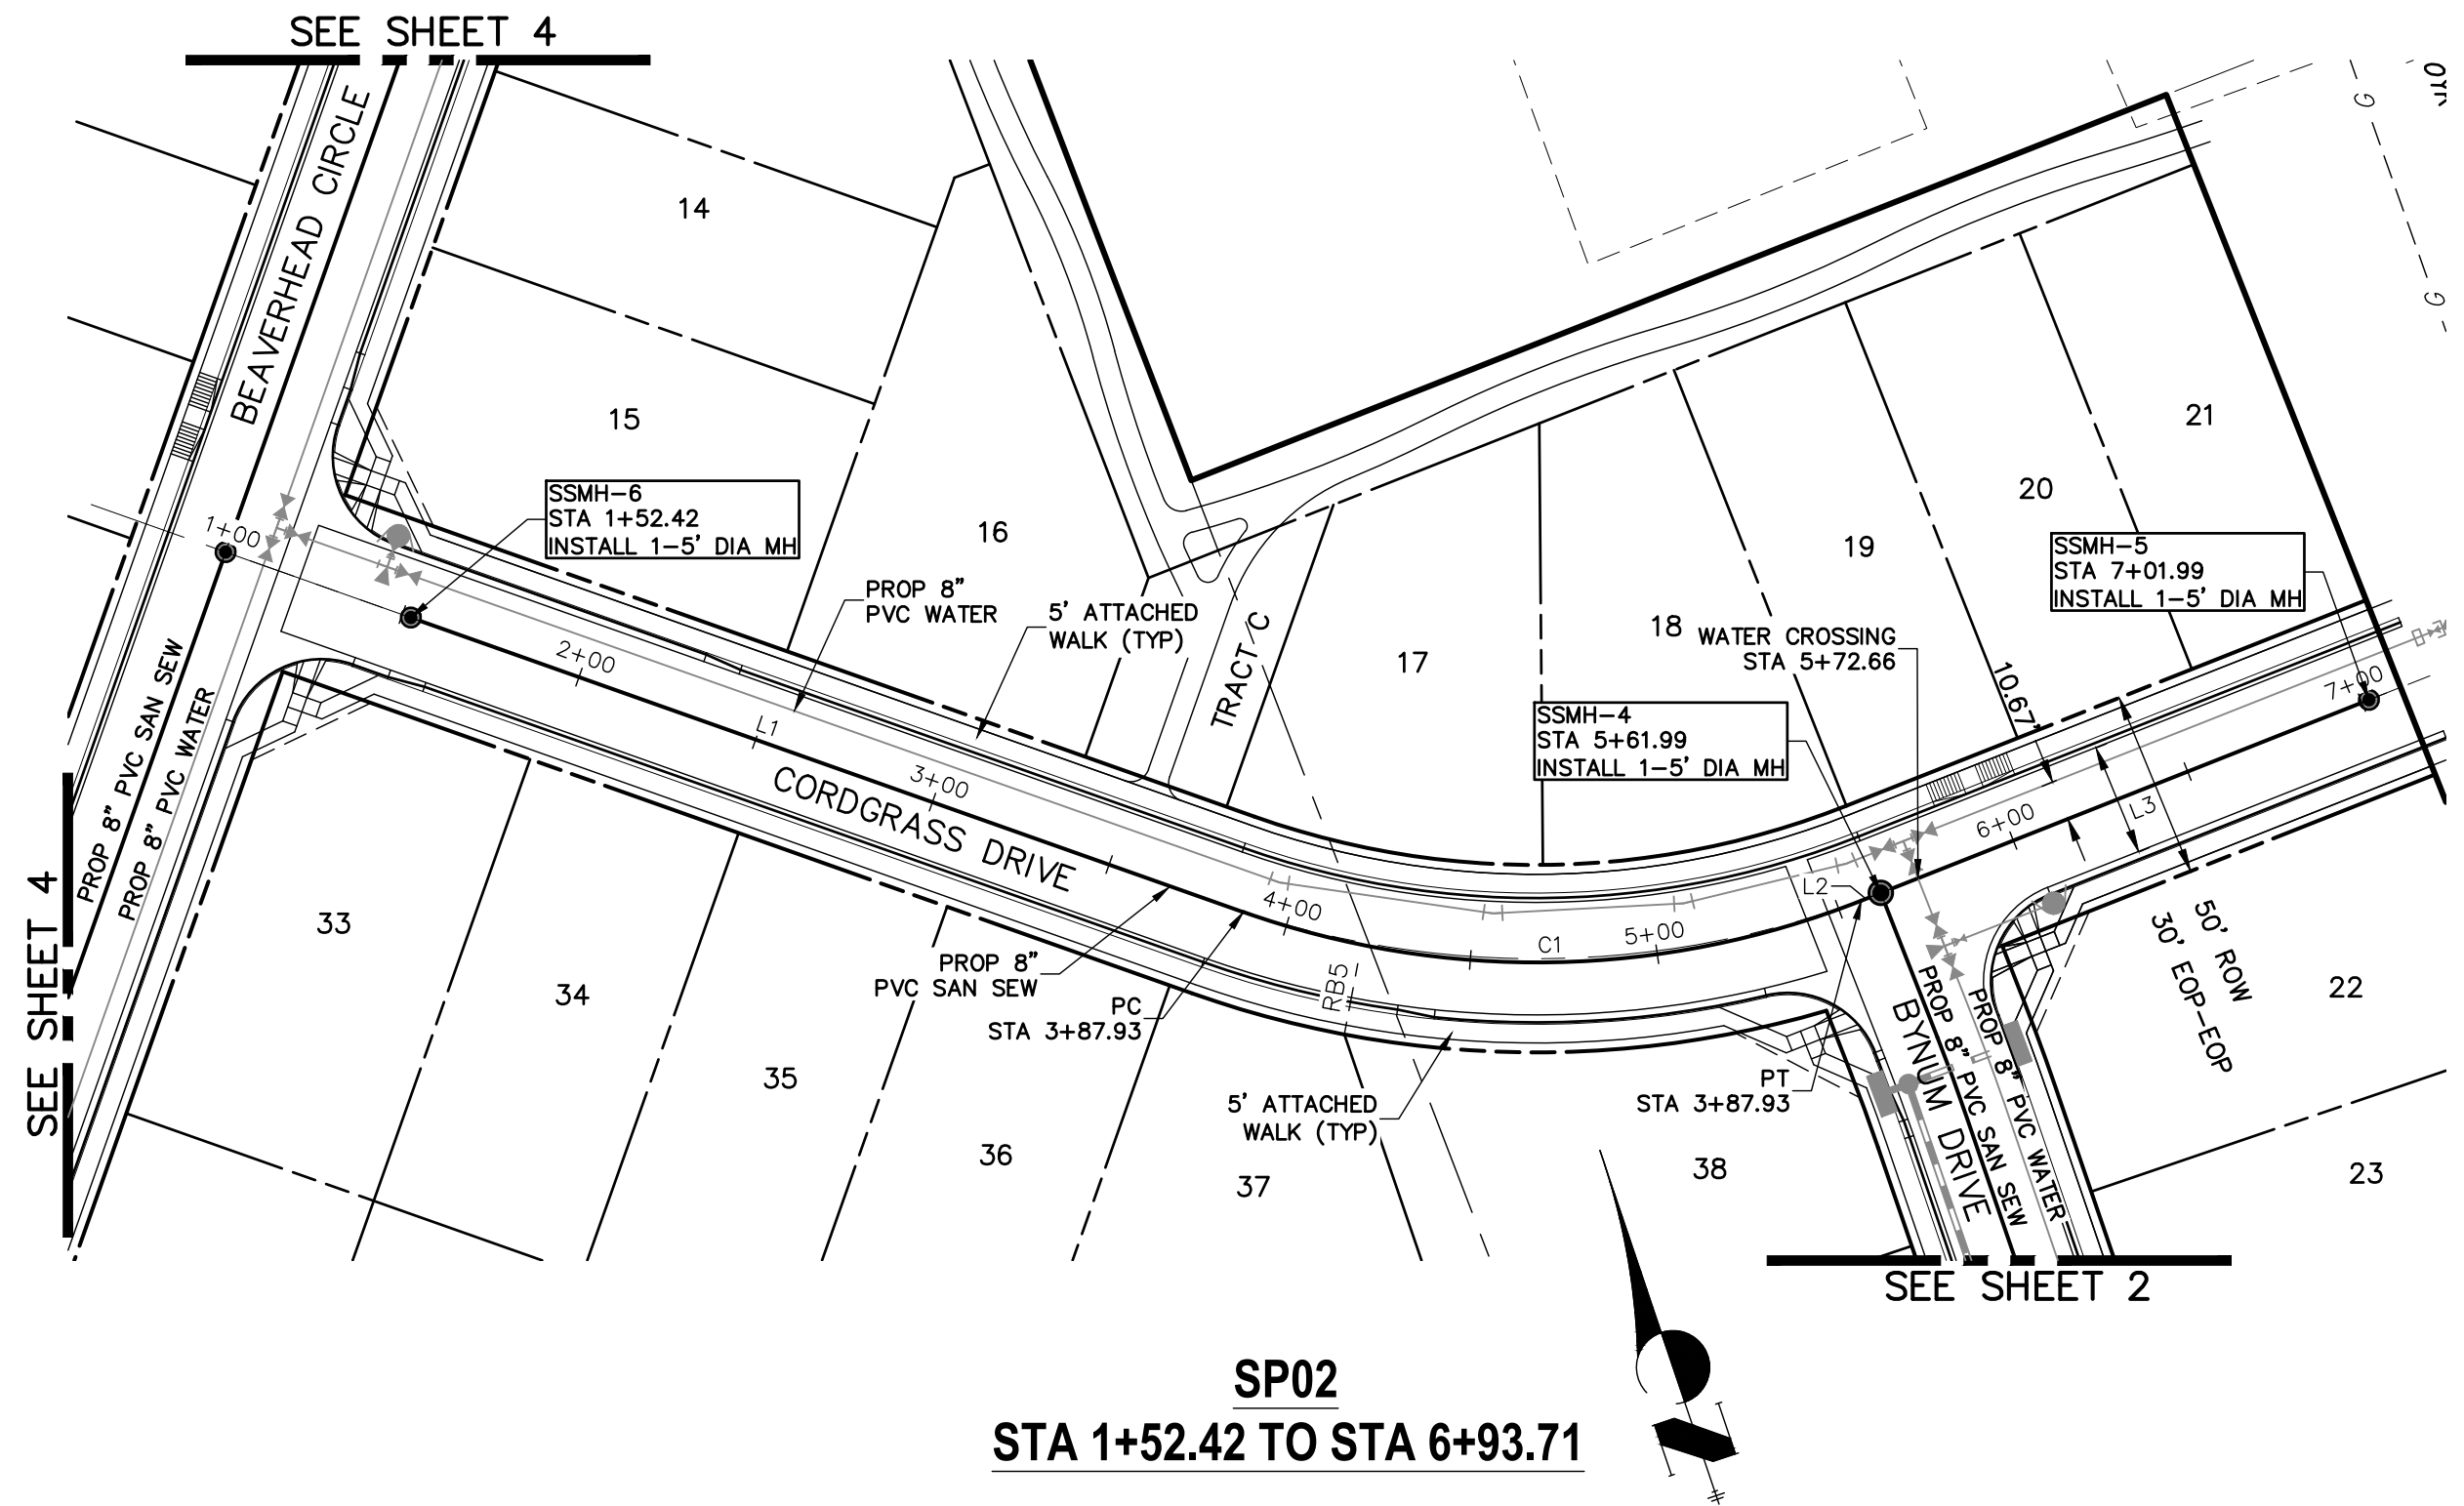 SEE SHEET 4
BEAVERHEAD CIRCLE
14
15
16
17
18
19
20
21
G
G
SSMH-6
STA 1+52.42
INSTALL 1-5' DIA MH
PROP 8"
PVC WATER
5' ATTACHED
WALK (TYP)
TRACT C
WATER CROSSING
STA 5+72.66
SSMH-5
STA 7+01.99
INSTALL 1-5' DIA MH
SSMH-4
STA 5+61.99
INSTALL 1-5' DIA MH
10.67'
1+00
2+00
L1
3+00
CORDGRASS DRIVE
4+00
C1
5+00
L2
6+00
L3
7+00
PROP 8" PVC SAN SEW
PROP 8" PVC WATER
SEE SHEET 4
33
34
35
36
37
38
22
23
PROP 8"
PVC SAN SEW
PC
STA 3+87.93
RB5
5' ATTACHED
WALK (TYP)
PT
STA 3+87.93
BYNUM DRIVE
PROP 8" PVC SAN SEW
PROP 8" PVC WATER
50' ROW
30' EOP-EOP
SEE SHEET 2
SP02
STA 1+52.42 TO STA 6+93.71